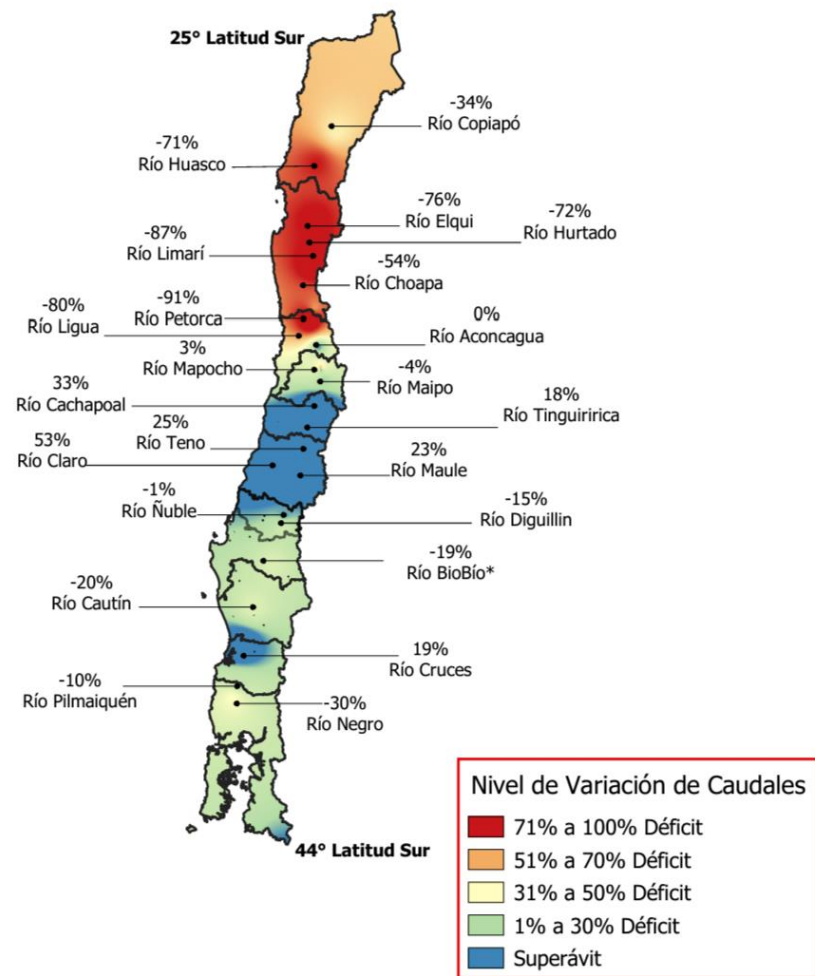 25° Latitud Sur
-34%
Río Copiapó
-71%
Río Huasco
-76%
Río Elqui
-72%
Río Hurtado
-87%
Río Limarí
-54%
Río Choapa
-91%
Río Petorca
-80%
Río Ligua
0%
Río Aconcagua
3%
Río Mapocho
-4%
Río Maipo
33%
Río Cachapoal
18%
Río Tinguiririca
25%
Río Teno
53%
Río Claro
23%
Río Maule
-1%
Río Ñuble
-15%
Río Diguillin
-19%
Río BioBío*
-20%
Río Cautín
19%
Río Cruces
-10%
Río Pilmaiquén
-30%
Río Negro
44° Latitud Sur
Nivel de Variación de Caudales
71% a 100% Déficit
51% a 70% Déficit
31% a 50% Déficit
1% a 30% Déficit
Superávit